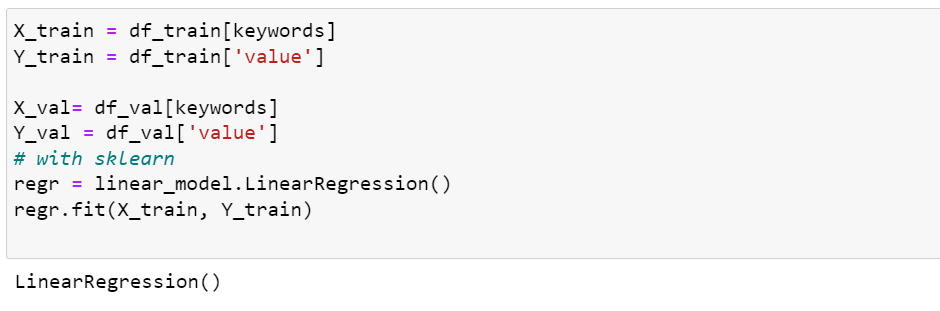 X_train = df_train[keywords]
Y_train = df_train['value']
X_val= df_val[keywords]
Y_val = df_val['value']
# with sklearn
regr = linear_model.LinearRegression()
regr.fit(X_train, Y_train)
LinearRegression()